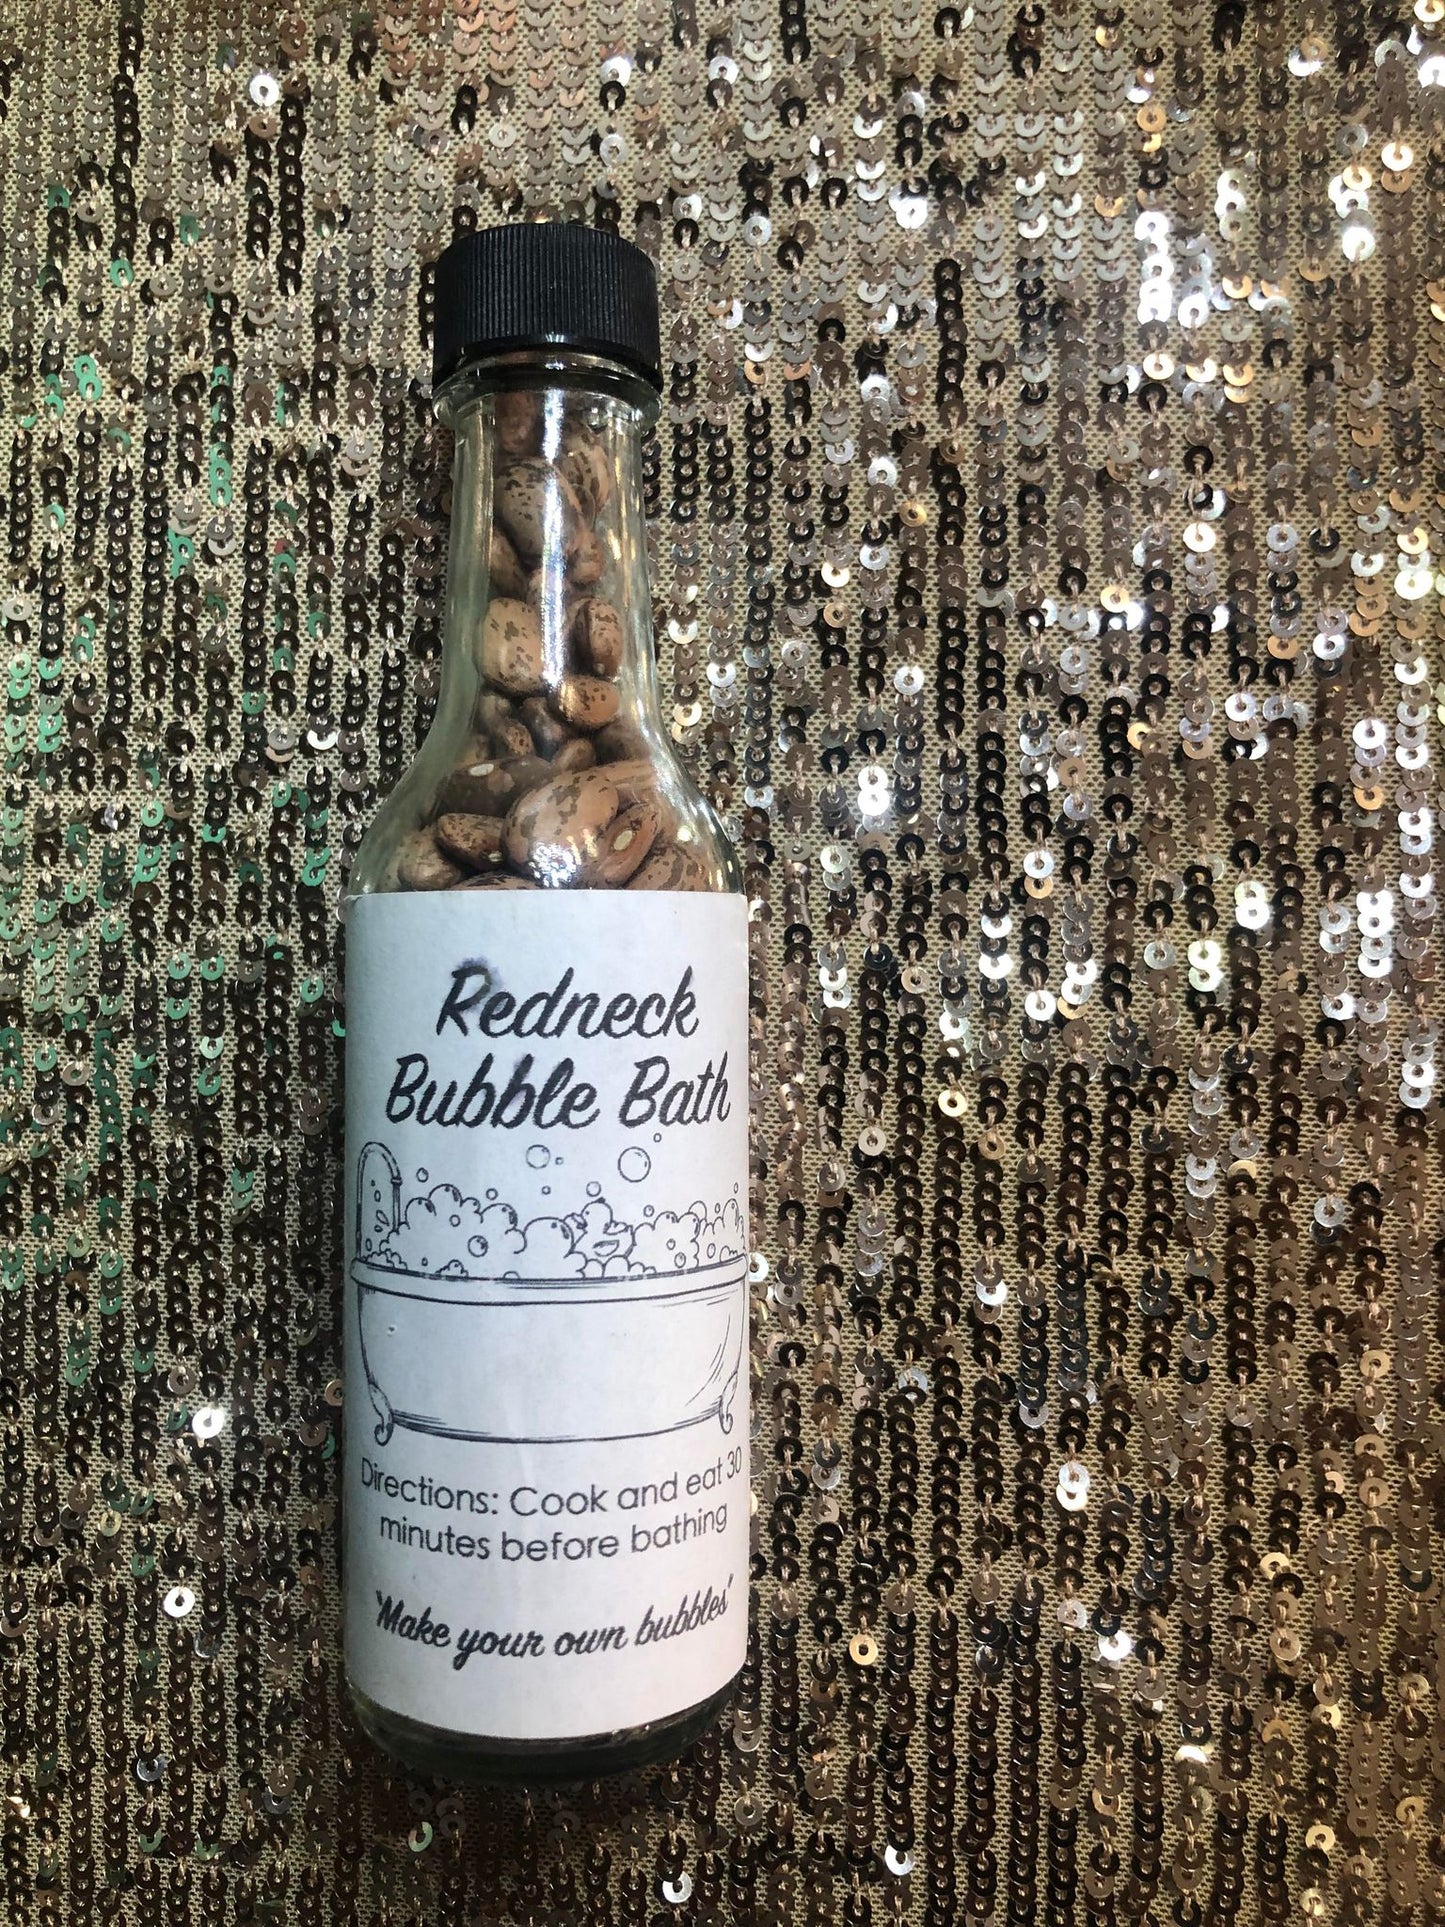 Redneck
Bubble Bath
Directions: Cook and eat 30
minutes before bathing
'Make your own bubbles'